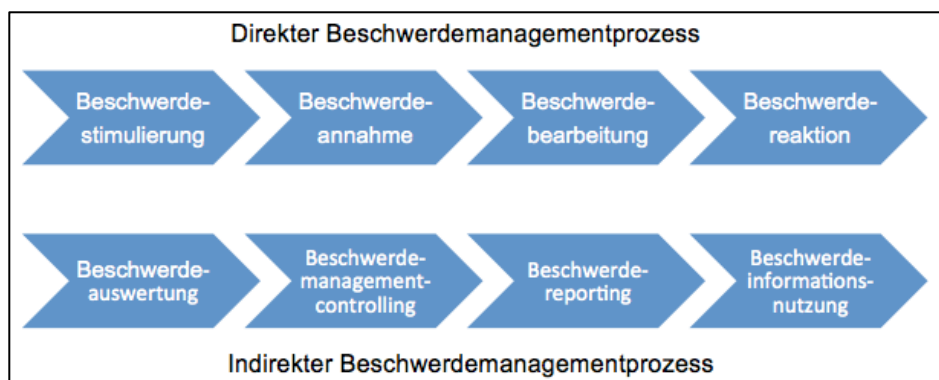 Direkter Beschwerdemanagementprozess
Beschwerde-
stimulierung
Beschwerde-
annahme
Beschwerde-
bearbeitung
Beschwerde-
reaktion
Beschwerde-
auswertung
Beschwerde-
management-
controlling
Beschwerde-
reporting
Beschwerde-
informations-
nutzung
Indirekter Beschwerdemanagementprozess